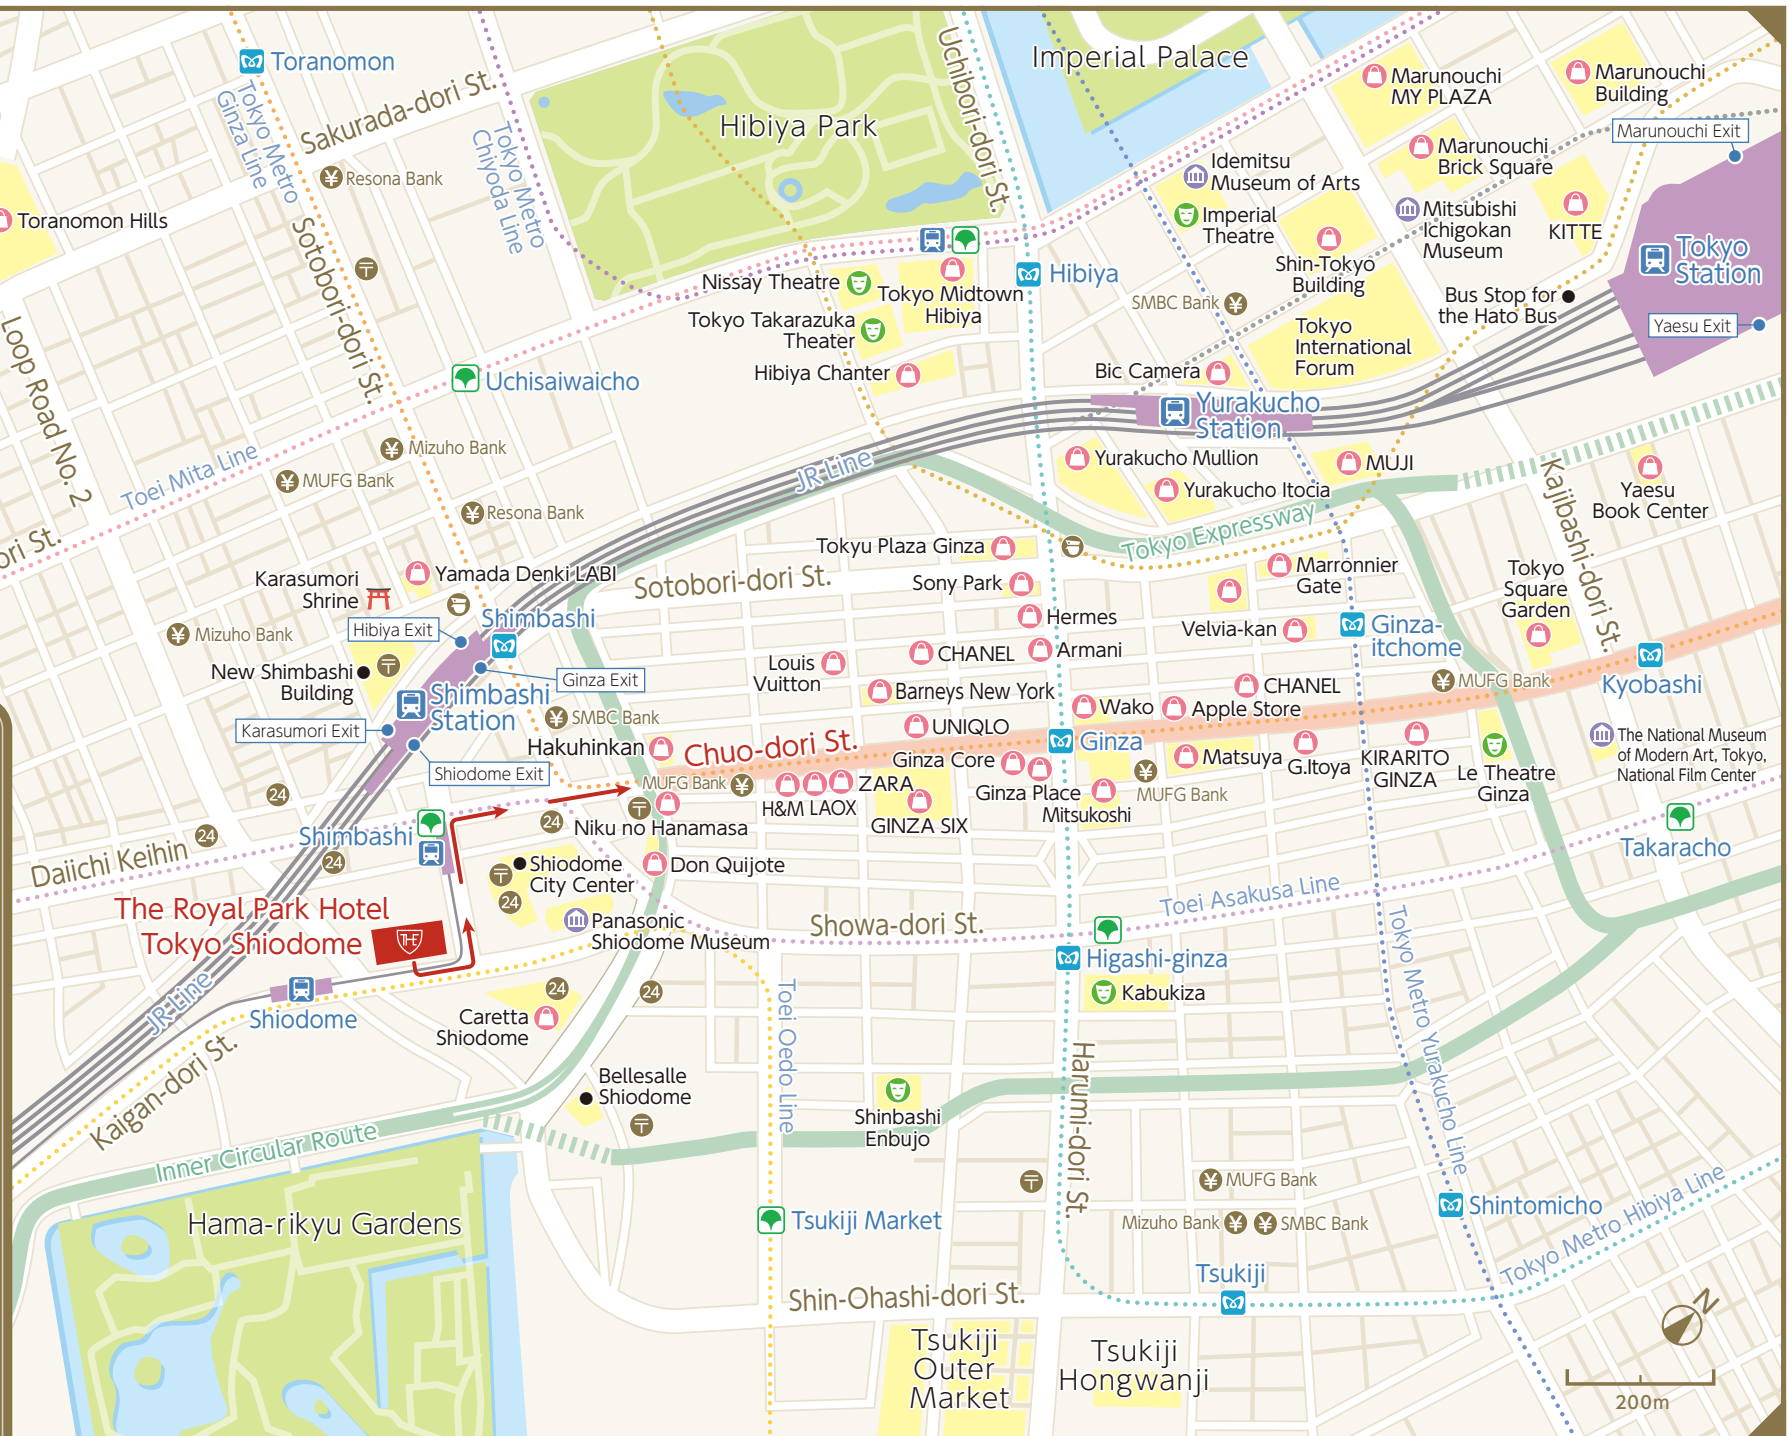 Toranomon
Tokyo Metro
Ginza Line
Sakurada-dori St.
Tokyo Metro
Chiyoda Line
Hibiya Park
Uchibori-dori St.
Imperial Palace
Marunouchi
MY PLAZA
Marunouchi
Building
Marunouchi Exit
Marunouchi
Brick Square
Idemitsu
Museum of Arts
Imperial
Theatre
Mitsubishi
Ichigokan
Museum
KITTE
Tokyo
Station
Yaesu Exit
Resona Bank
Toranomon Hills
Sotobori-dori St.
Loop Road No. 2
Nissay Theatre
Tokyo Midtown
Hibiya
Hibiya
Tokyo Takarazuka
Theater
Hibiya Chanter
Shin-Tokyo
Building
SMBC Bank
Bus Stop for
the Hato Bus
Tokyo
International
Forum
Bic Camera
Yurakucho
Station
Uchisaiwaicho
Toei Mita Line
Mizuho Bank
MUFG Bank
Resona Bank
ori St.
JR Line
Yurakucho Mullion
Yurakucho Itocia
MUJI
Tokyo Expressway
Kajibashi-dori St.
Yaesu
Book Center
Karasumori
Shrine
Yamada Denki LABI
Sotobori-dori St.
Tokyu Plaza Ginza
Sony Park
Hermes
Armani
Marronnier
Gate
Velvia-kan
Ginza-
itchome
Tokyo
Square
Garden
Mizuho Bank
Hibiya Exit
Shimbashi
New Shimbashi
Building
Ginza Exit
Shimbashi
Station
SMBC Bank
Karasumori Exit
Shiodome Exit
Hakuhinkan
Louis
Vuitton
CHANEL
Barneys New York
UNIQLO
Wako
Apple Store
CHANEL
MUFG Bank
Kyobashi
Chuo-dori St.
Ginza Core
Ginza
Matsuya
G.Itoya
KIRARITO
GINZA
Le Theatre
Ginza
The National Museum
of Modern Art, Tokyo,
National Film Center
MUFG Bank
H&M LAOX
ZARA
GINZA SIX
Ginza Place
Mitsukoshi
MUFG Bank
Niku no Hanamasa
Don Quijote
24
24
24
24
24
24
24
Shimbashi
Daiichi Keihin
Shiodome
City Center
Panasonic
Shiodome Museum
The Royal Park Hotel
Tokyo Shiodome
THE
JR Line
Shiodome
Caretta
Shiodome
Showa-dori St.
Toei Asakusa Line
Takaracho
Higashi-ginza
Kabukiza
Tokyo Metro Yurakucho Line
Toei Oedo Line
Harumi-dori St.
Kaigan-dori St.
Bellesalle
Shiodome
Shinbashi
Enbujo
Inner Circular Route
Hama-rikyu Gardens
Tsukiji Market
MUFG Bank
Mizuho Bank
SMBC Bank
Shintomicho
Tokyo Metro Hibiya Line
Tsukiji
Shin-Ohashi-dori St.
Tsukiji
Outer
Market
Tsukiji
Hongwanji
N
200m